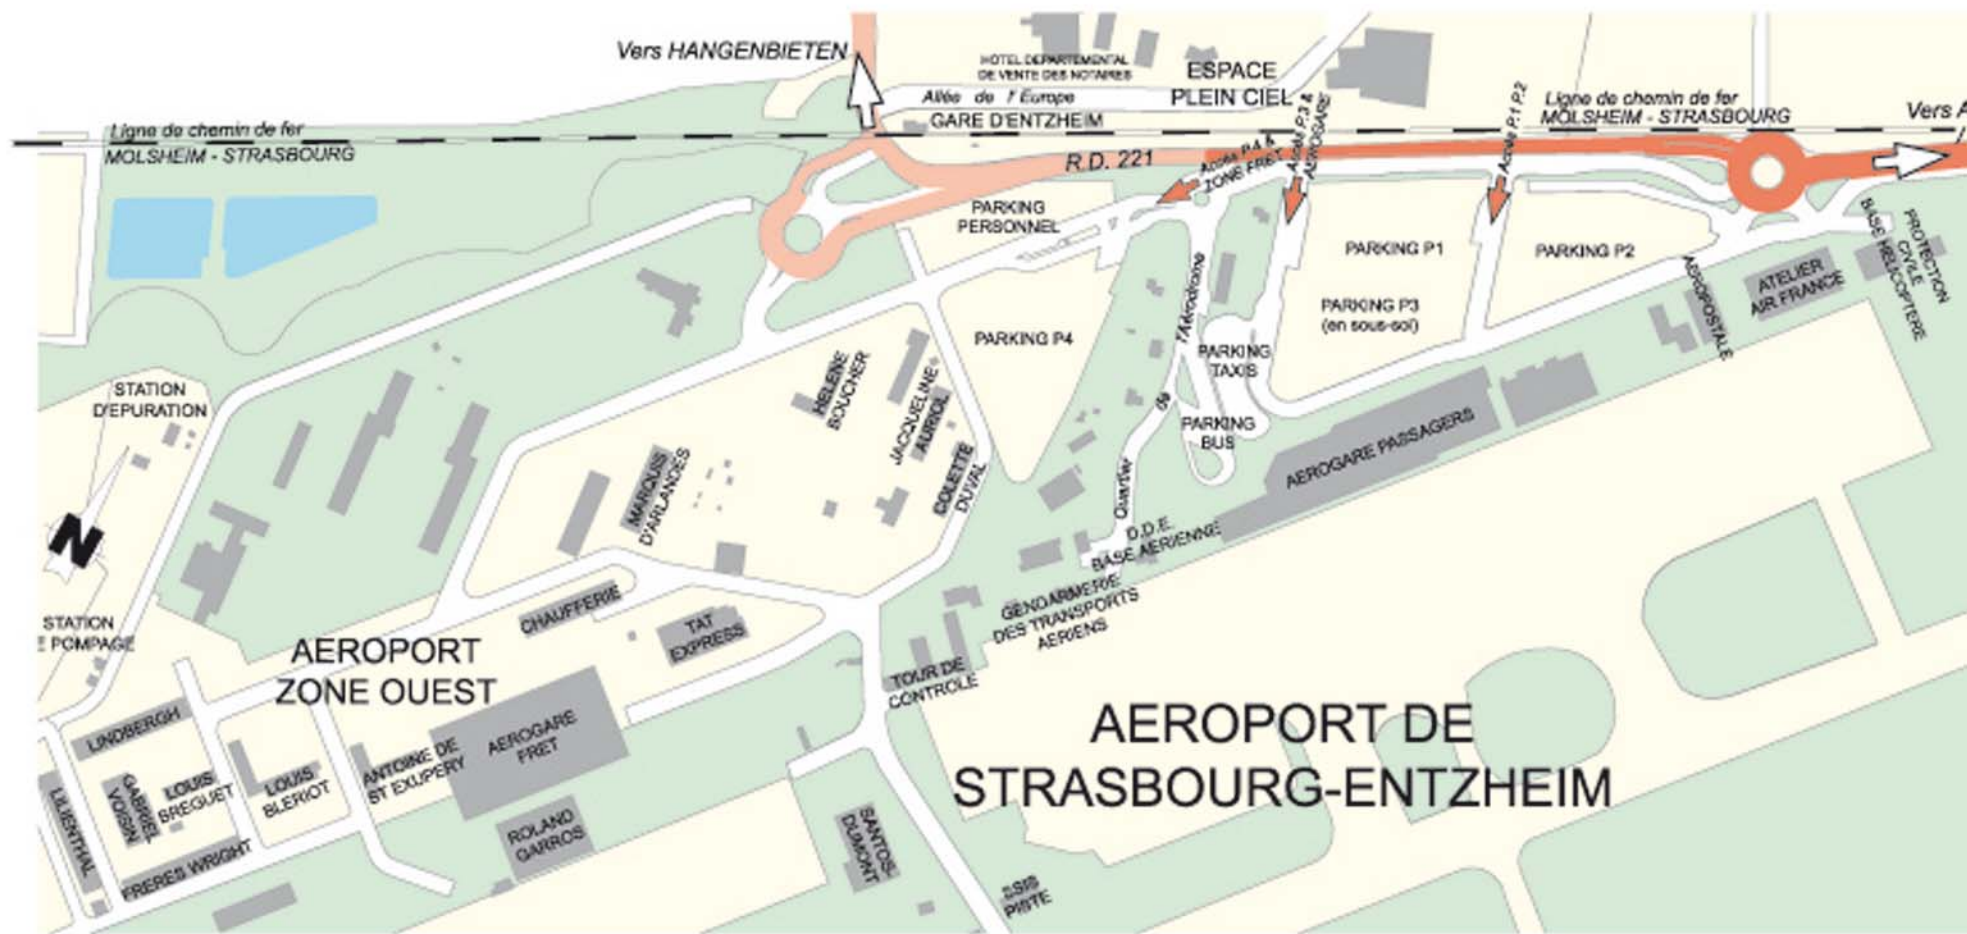 Vers HANGENBIETEN
HOTEL DEPARTEMENTAL
DE VENTE DES NOTAIRES
ESPACE
PLEIN CIEL
Allée de l'Europe
GARE D'ENTZHEIM
Ligne de chemin de fer
MOLSHEIM - STRASBOURG
R.D. 221
Accès P.4 &
ZONE FRET
Accès P.3 &
AEROGARE
Accès P.1 P.2
Ligne de chemin de fer
MOLSHEIM - STRASBOURG
Vers A
PARKING
PERSONNEL
PARKING P1
PARKING P2
PARKING P3
(en sous-sol)
PARKING P4
Quartier de l'Aérodrome
PARKING
TAXIS
PARKING
BUS
AEROPOSTALE
ATELIER
AIR FRANCE
BASE HELICOPTERE
PROTECTION
CIVILE
AEROGARE PASSAGERS
STATION
D'EPURATION
HELENE
BOUCHER
JACQUELINE
AURIOL
COLETTE
DUVAL
MARQUIS
D'ARLANDES
N
D.D.E.
BASE AERIENNE
GENDARMERIE
DES TRANSPORTS
AERIENS
CHAUFFERIE
TAT
EXPRESS
STATION
E POMPAGE
AEROPORT
ZONE OUEST
TOUR DE
CONTROLE
AEROPORT DE
STRASBOURG-ENTZHEIM
LINDBERGH
LILIENTHAL
GABRIEL
VOISIN
LOUIS
BREGUET
LOUIS
BLERIOT
ANTOINE DE
ST EXUPERY
AEROGARE
FRET
FRERES WRIGHT
ROLAND
GARROS
SANTOS-
DUMONT
SSIS
PISTE